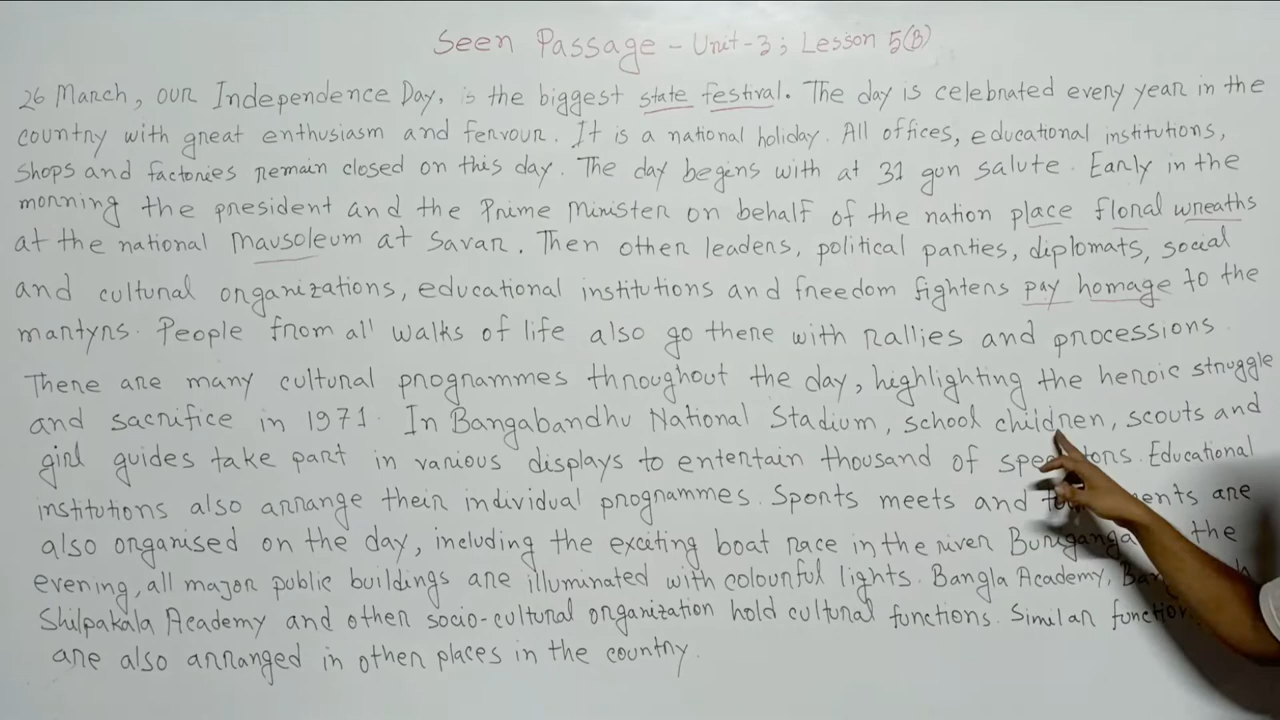 Seen Passage - Unit-3; Lesson 5(B)
26 March, our Independence Day, is the biggest state festival. The day is celebrated every year in the
country with great enthusiasm and fervour. It is a national holiday. All offices, educational institutions,
Shops and factories remain closed on this day. The day begins with at 31 gun salute. Early in the
morning the president and the Prime Minister on behalf of the nation place floral wreaths
at the national Mausoleum at Savar. Then other leaders, political parties, diplomats, social
and cultural organizations, educational institutions and freedom fighters pay homage to the
martyrs. People from all walks of life also go there with rallies and processions.
There are many cultural programmes throughout the day, highlighting the heroic struggle
and sacrifice in 1971. In Bangabandhu National Stadium, school children, scouts and
girl guides take part in various displays to entertain thousand of Educational
institutions also arrange their individual programmes. Sports meets and are
also organised on the day, including the exciting boat race in the river Buriganga the
evening, all major public buildings are illuminated with colourful lights. Bangla Academy,
Shilpakala Academy and other socio-cultural organization hold cultural functions. Similar
are also arranged in other places in the country.